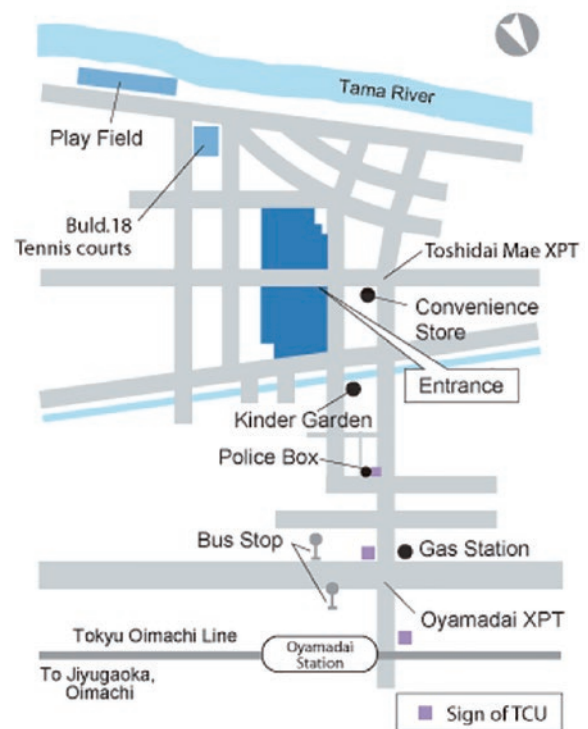 Tama River
Play Field
Buld.18
Tennis courts
Toshidai Mae XPT
Convenience
Store
Entrance
Kinder Garden
Police Box
Bus Stop
Gas Station
Oyamadai XPT
Tokyu Oimachi Line
Oyamadai
Station
To Jiyugaoka,
Oimachi
Sign of TCU